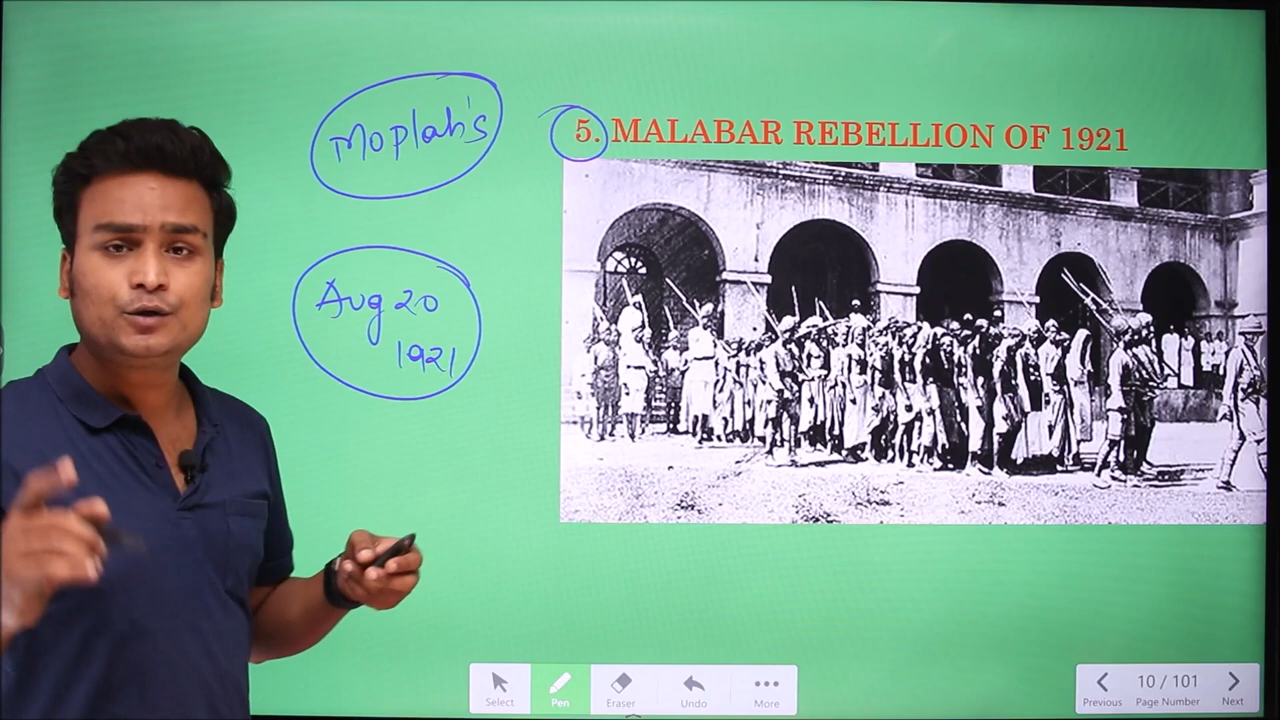 Moplah's
5. MALABAR REBELLION OF 1921
Aug 20
1921
Select
Pen
Eraser
Undo
More
Previous
10 / 101
Page Number
Next